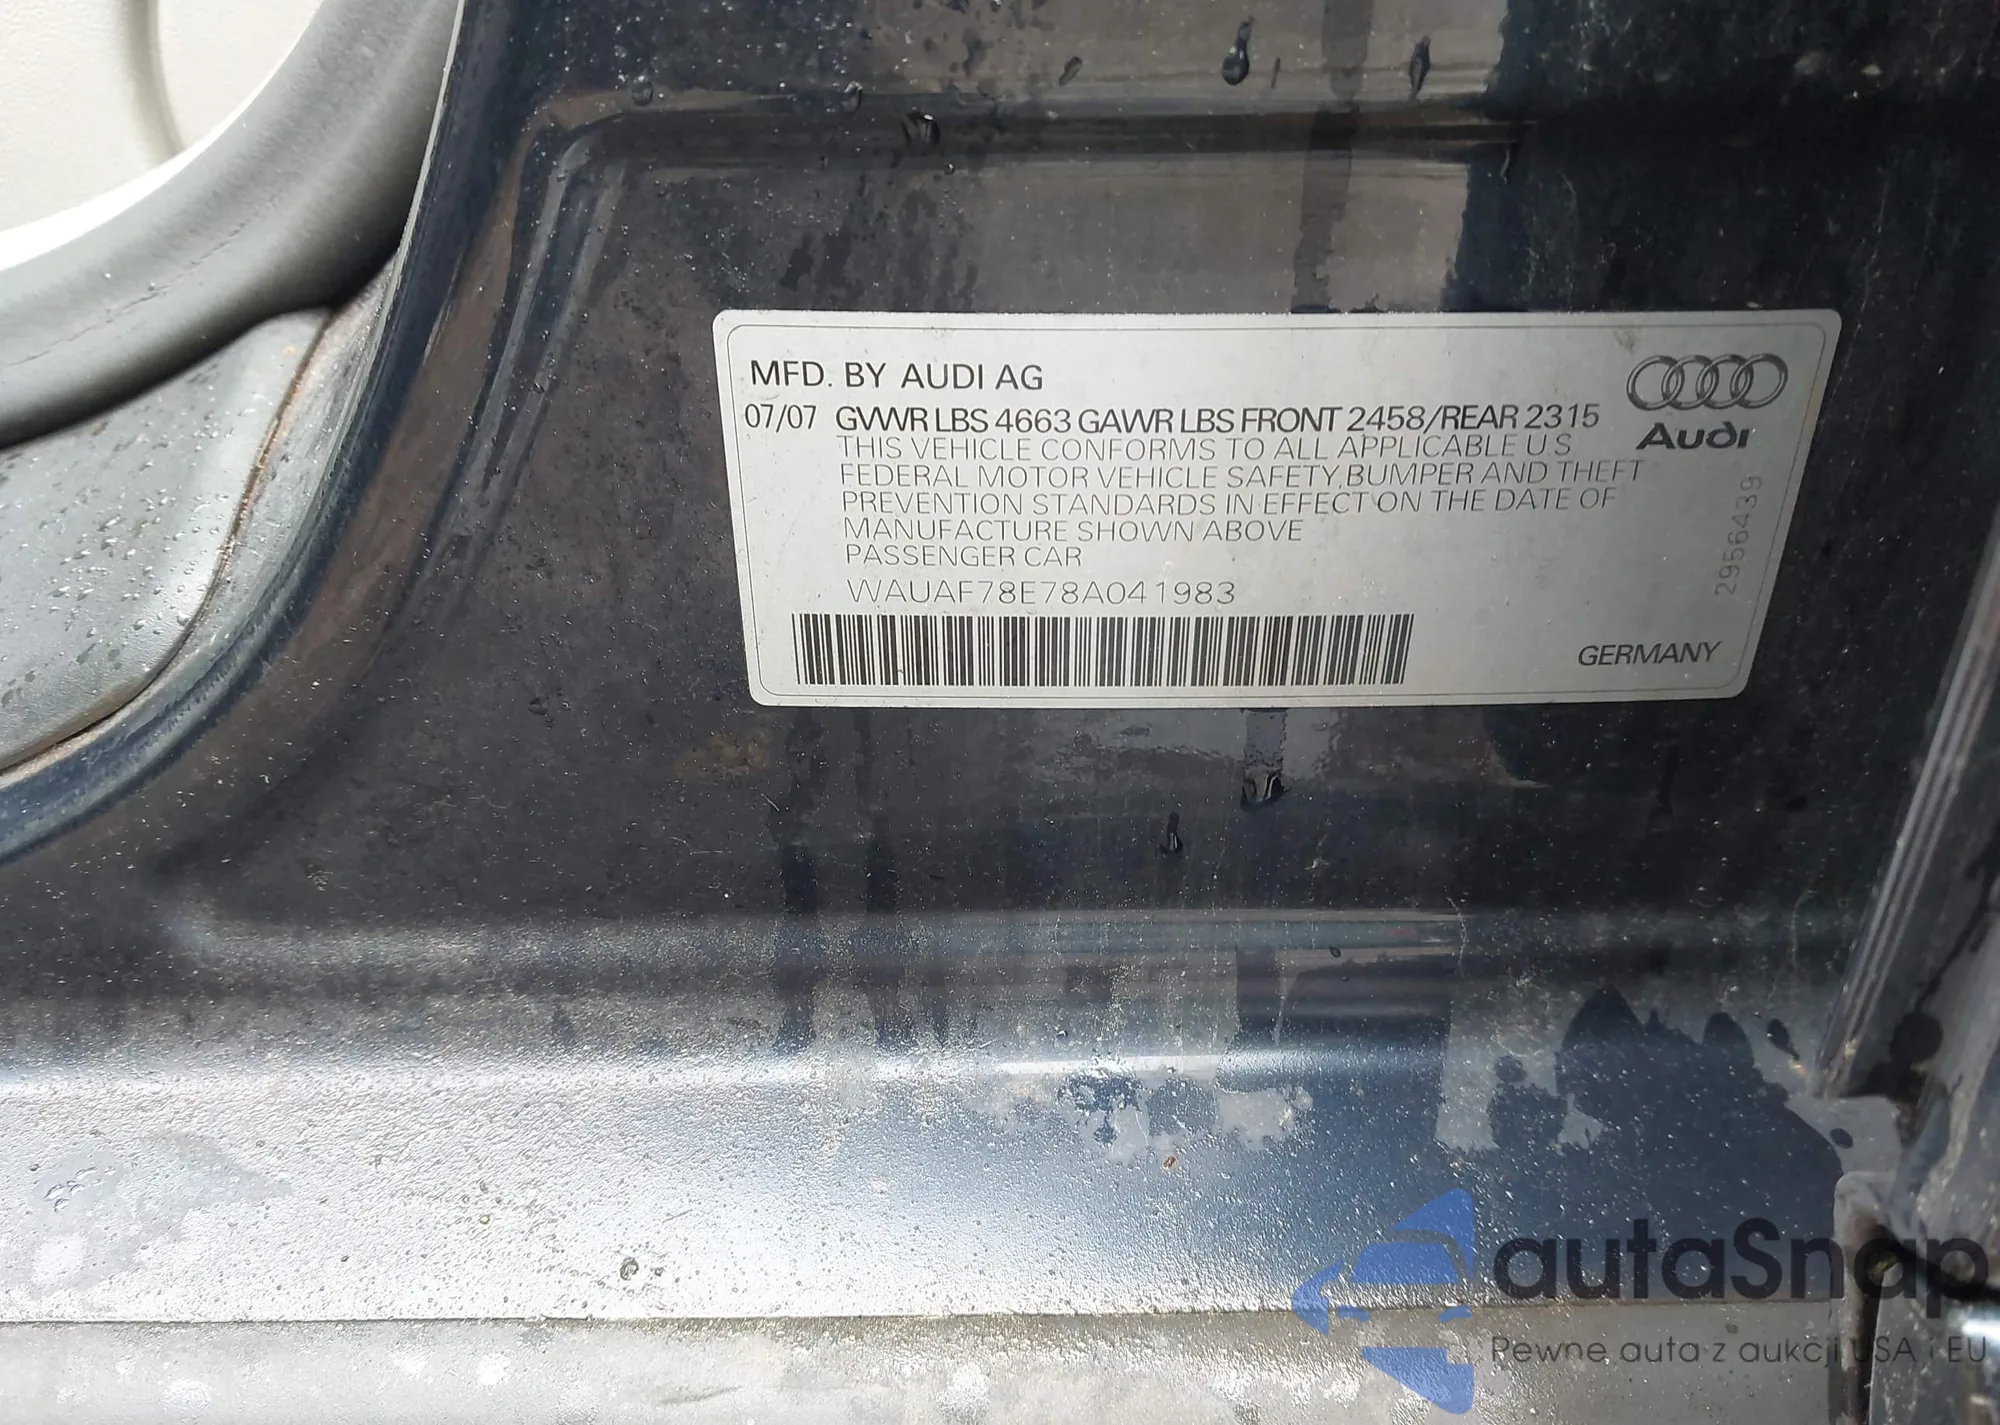 MFD. BY AUDI AG
07/07 GVWR LBS 4663 GAWR LBS FRONT 2458/REAR 2315
THIS VEHICLE CONFORMS TO ALL APPLICABLE U.S
FEDERAL MOTOR VEHICLE SAFETY,BUMPER AND THEFT
PREVENTION STANDARDS IN EFFECT ON THE DATE OF
MANUFACTURE SHOWN ABOVE
PASSENGER CAR
WAUAF78E78A041983
Audi
2956439
GERMANY
autaSnap
Pewne auta z aukcji USA i EU